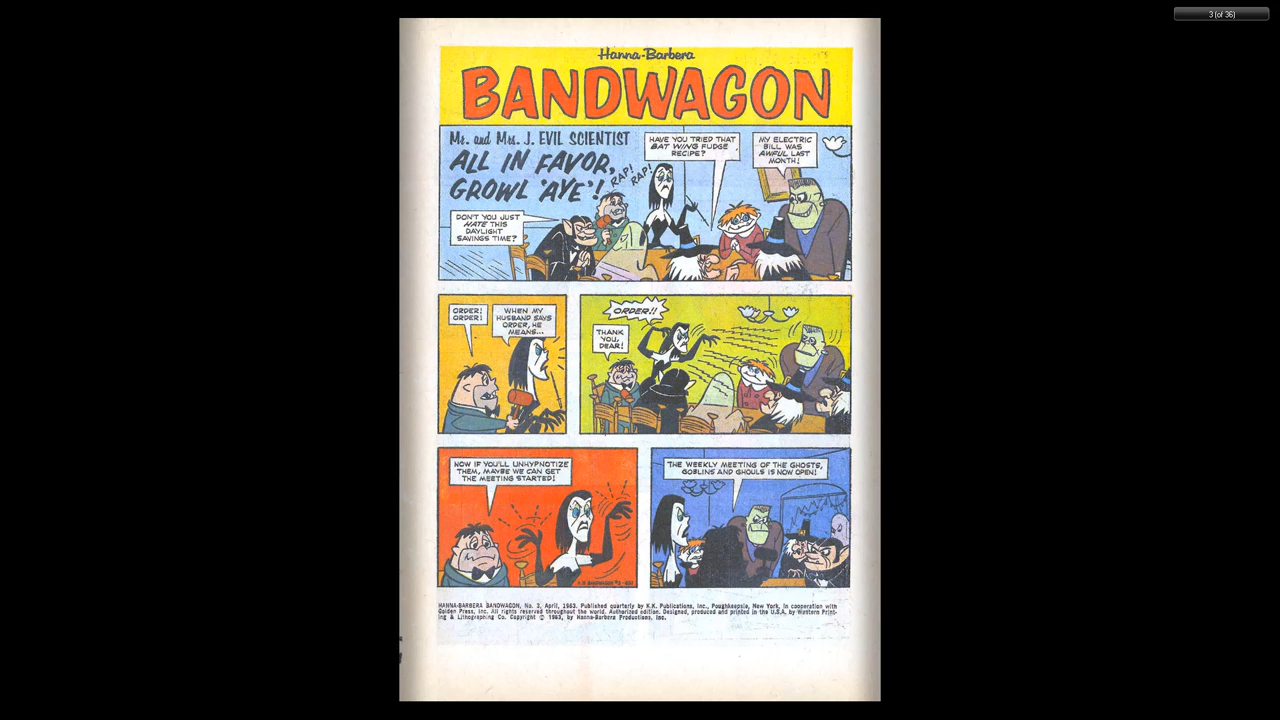 3 (of 36)
Hanna-Barbera
BANDWAGON
Mr. and Mrs. J. EVIL SCIENTIST
ALL IN FAVOR,
GROWL 'AYE'!
RAP!
RAP!
HAVE YOU TRIED THAT
BAT WING FUDGE
RECIPE?
MY ELECTRIC
BILL WAS
AWFUL LAST
MONTH!
DON'T YOU JUST
HATE THIS
DAYLIGHT
SAVINGS TIME?
ORDER!
ORDER!
WHEN MY
HUSBAND SAYS
ORDER, HE
MEANS...
ORDER!!
THANK
YOU,
DEAR!
NOW IF YOU'LL UNHYPNOTIZE
THEM, MAYBE WE CAN GET
THE MEETING STARTED!
THE WEEKLY MEETING OF THE GHOSTS,
GOBLINS AND GHOULS IS NOW OPEN!
HANNA-BARBERA BANDWAGON, No. 3, April, 1963. Published quarterly by K.K. Publications, Inc., Poughkeepsie, New York, in cooperation with
Golden Press, Inc. All rights reserved throughout the world. Authorized edition. Designed, produced and printed in the U.S.A. by Western Print-
ing & Lithographing Co. Copyright © 1963, by Hanna-Barbera Productions, Inc.